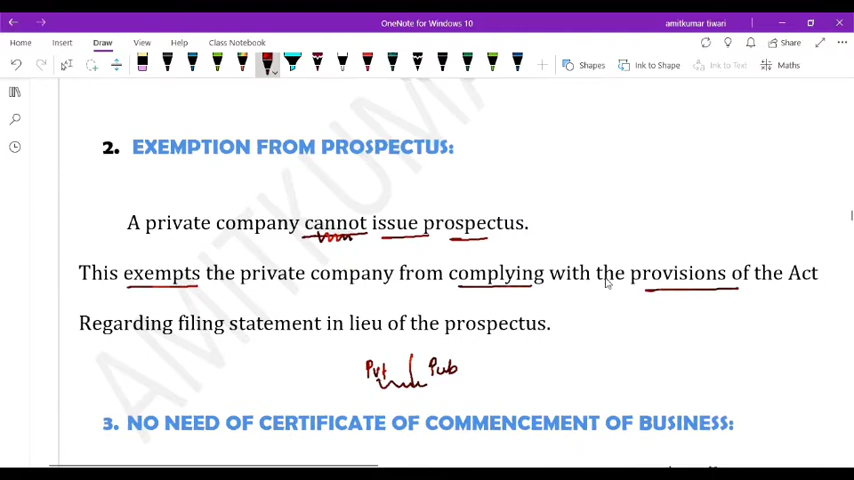 OneNote for Windows 10
amitkumar tiwari
Home Insert Draw View Help Class Notebook
Share
Shapes Ink to Shape Ink to Text Maths
AMITKUMA
2. EXEMPTION FROM PROSPECTUS:
A private company cannot issue prospectus.
This exempts the private company from complying with the provisions of the Act
Regarding filing statement in lieu of the prospectus.
Pvt Pub
3. NO NEED OF CERTIFICATE OF COMMENCEMENT OF BUSINESS: